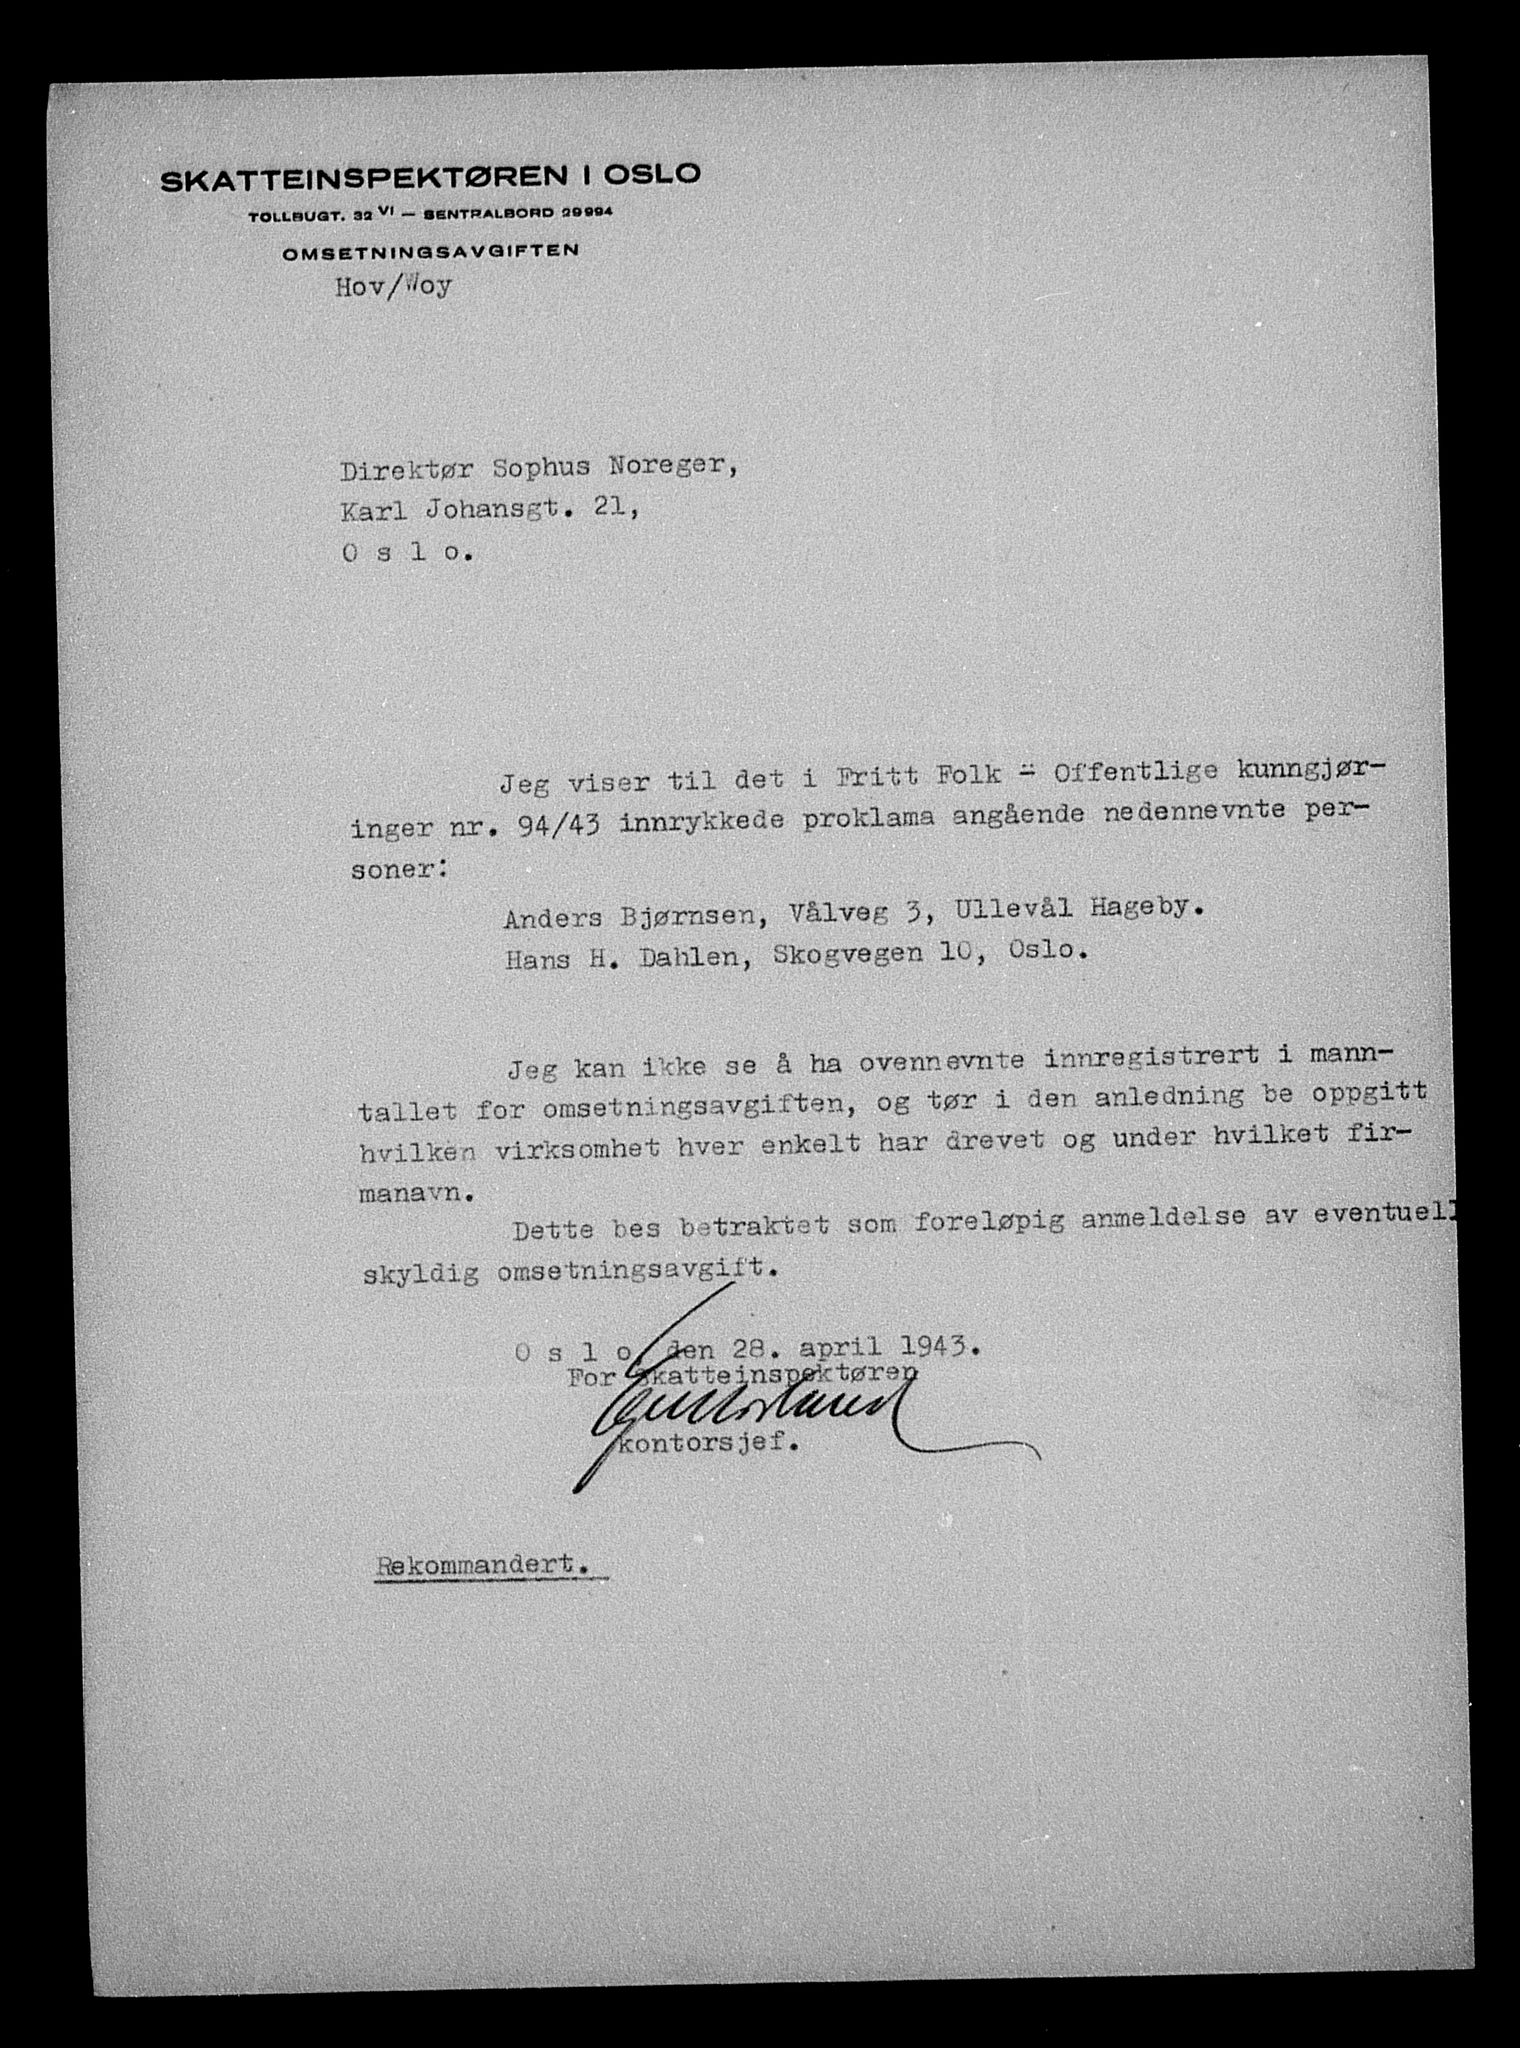 SKATTEINSPEKTØREN I OSLO
TOLLBUGT. 32 VI — SENTRALBORD 29994
OMSETNINGSAVGIFTEN
Hov/Woy
Direktør Sophus Noreger,
Karl Johansgt. 21,
O s l o.
Jeg viser til det i Fritt Folk - Offentlige kunngjør-
inger nr. 94/43 innrykkede proklama angående nedennevnte per-
soner:
Anders Bjørnsen, Vålveg 3, Ullevål Hageby.
Hans H. Dahlen, Skogvegen 10, Oslo.
Jeg kan ikke se å ha ovennevnte innregistrert i mann-
tallet for omsetningsavgiften, og tør i den anledning be oppgitt
hvilken virksomhet hver enkelt har drevet og under hvilket fir-
manavn.
Dette bes betraktet som foreløpig anmeldelse av eventuell
skyldig omsetningsavgift.
O s l o, den 28. april 1943.
For Skatteinspektøren
kontorsjef.
Rekommandert.